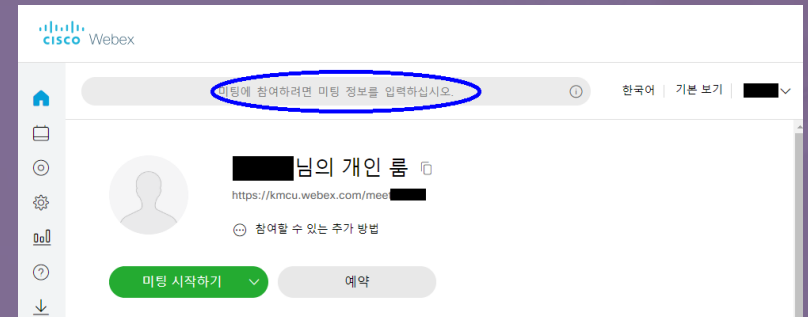 cisco Webex
미팅에 참여하려면 미팅 정보를 입력하십시오.
한국어 기본 보기
님의 개인 룸
https://kmcu.webex.com/meet
참여할 수 있는 추가 방법
미팅 시작하기 예약